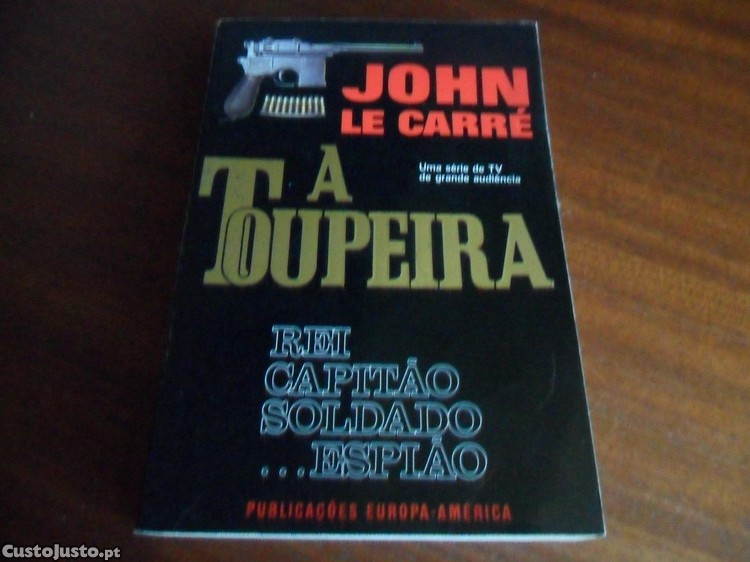 JOHN
LE CARRÉ
Uma série de TV
de grande audiência
A
TOUPEIRA
REI
CAPITÃO
SOLDADO
...ESPIÃO
PUBLICAÇÕES EUROPA-AMÉRICA
CustoJusto.pt